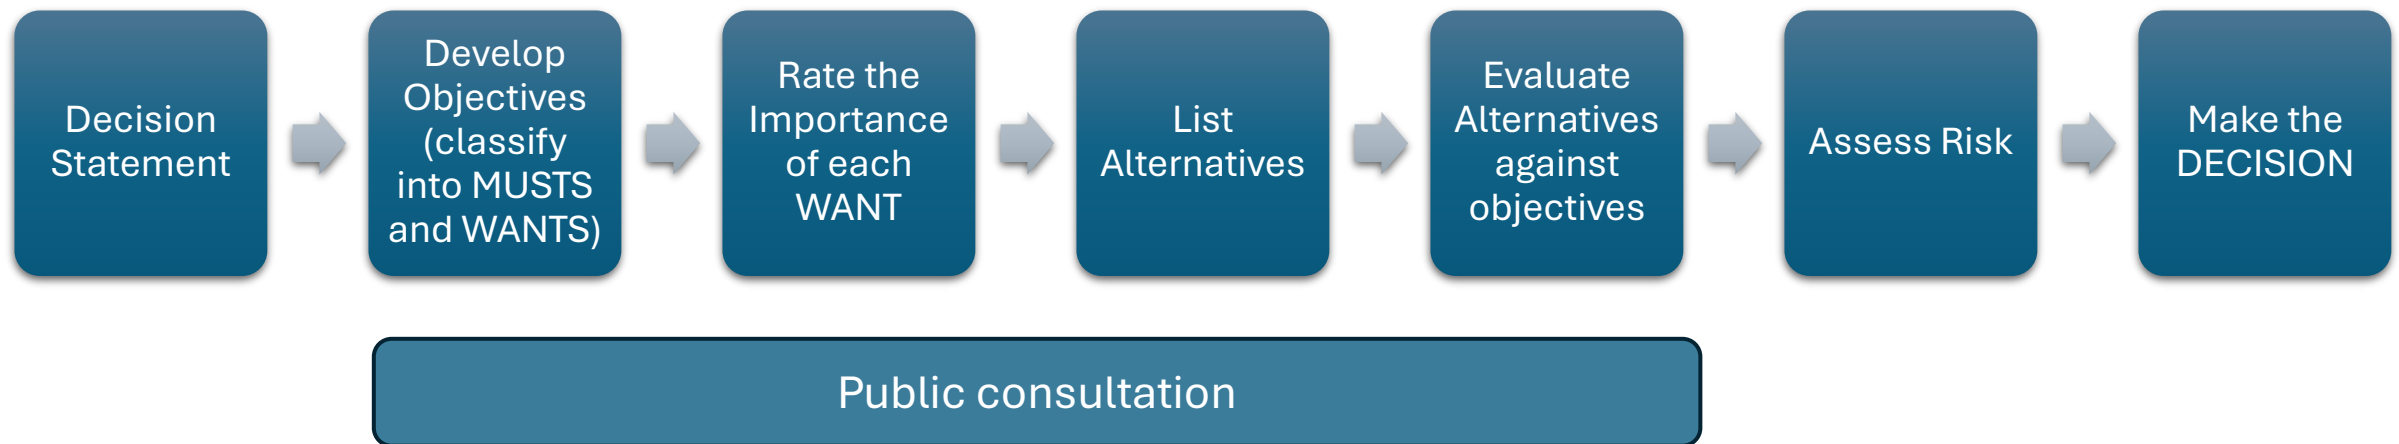 Decision
Statement
Develop
Objectives
(classify
into MUSTS
and WANTS)
Rate the
Importance
of each
WANT
List
Alternatives
Evaluate
Alternatives
against
objectives
Assess Risk
Make the
DECISION
Public consultation